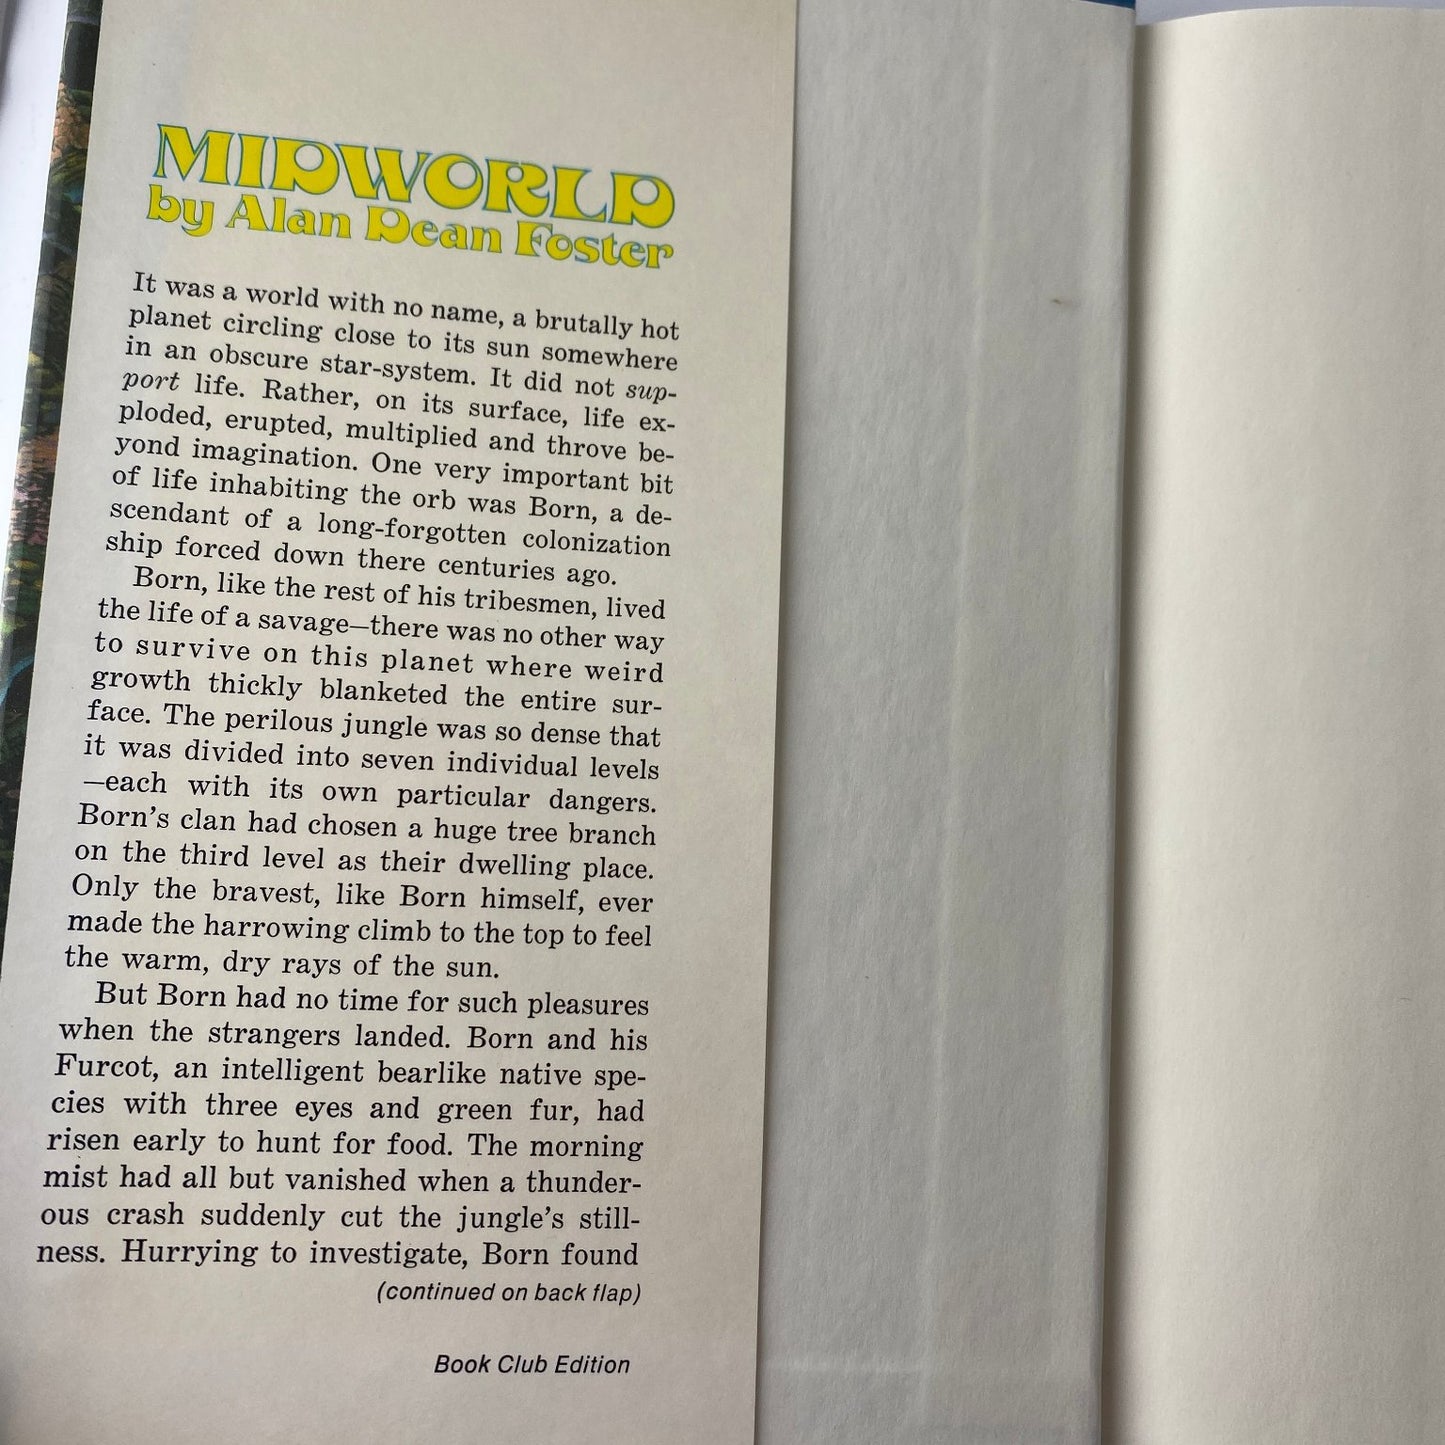 MIDWORLD
by Alan Dean Foster
It was a world with no name, a brutally hot
planet circling close to its sun somewhere
in an obscure star-system. It did not sup-
port life. Rather, on its surface, life ex-
ploded, erupted, multiplied and throve be-
yond imagination. One very important bit
of life inhabiting the orb was Born, a de-
scendant of a long-forgotten colonization
ship forced down there centuries ago.
Born, like the rest of his tribesmen, lived
the life of a savage—there was no other way
to survive on this planet where weird
growth thickly blanketed the entire sur-
face. The perilous jungle was so dense that
it was divided into seven individual levels
—each with its own particular dangers.
Born's clan had chosen a huge tree branch
on the third level as their dwelling place.
Only the bravest, like Born himself, ever
made the harrowing climb to the top to feel
the warm, dry rays of the sun.
But Born had no time for such pleasures
when the strangers landed. Born and his
Furcot, an intelligent bearlike native spe-
cies with three eyes and green fur, had
risen early to hunt for food. The morning
mist had all but vanished when a thunder-
ous crash suddenly cut the jungle's still-
ness. Hurrying to investigate, Born found
(continued on back flap)
Book Club Edition